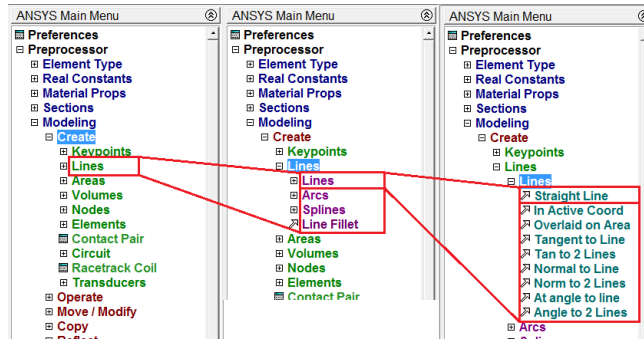 ANSYS Main Menu
Preferences
Preprocessor
Element Type
Real Constants
Material Props
Sections
Modeling
Create
Keypoints
Lines
Areas
Volumes
Nodes
Elements
Contact Pair
Circuit
Racetrack Coil
Transducers
Operate
Move / Modify
Copy
Reflect
ANSYS Main Menu
Preferences
Preprocessor
Element Type
Real Constants
Material Props
Sections
Modeling
Create
Keypoints
Lines
Lines
Arcs
Splines
Line Fillet
Areas
Volumes
Nodes
Elements
Contact Pair
ANSYS Main Menu
Preferences
Preprocessor
Element Type
Real Constants
Material Props
Sections
Modeling
Create
Keypoints
Lines
Lines
Straight Line
In Active Coord
Overlaid on Area
Tangent to Line
Tan to 2 Lines
Normal to Line
Norm to 2 Lines
At angle to line
Angle to 2 Lines
Arcs